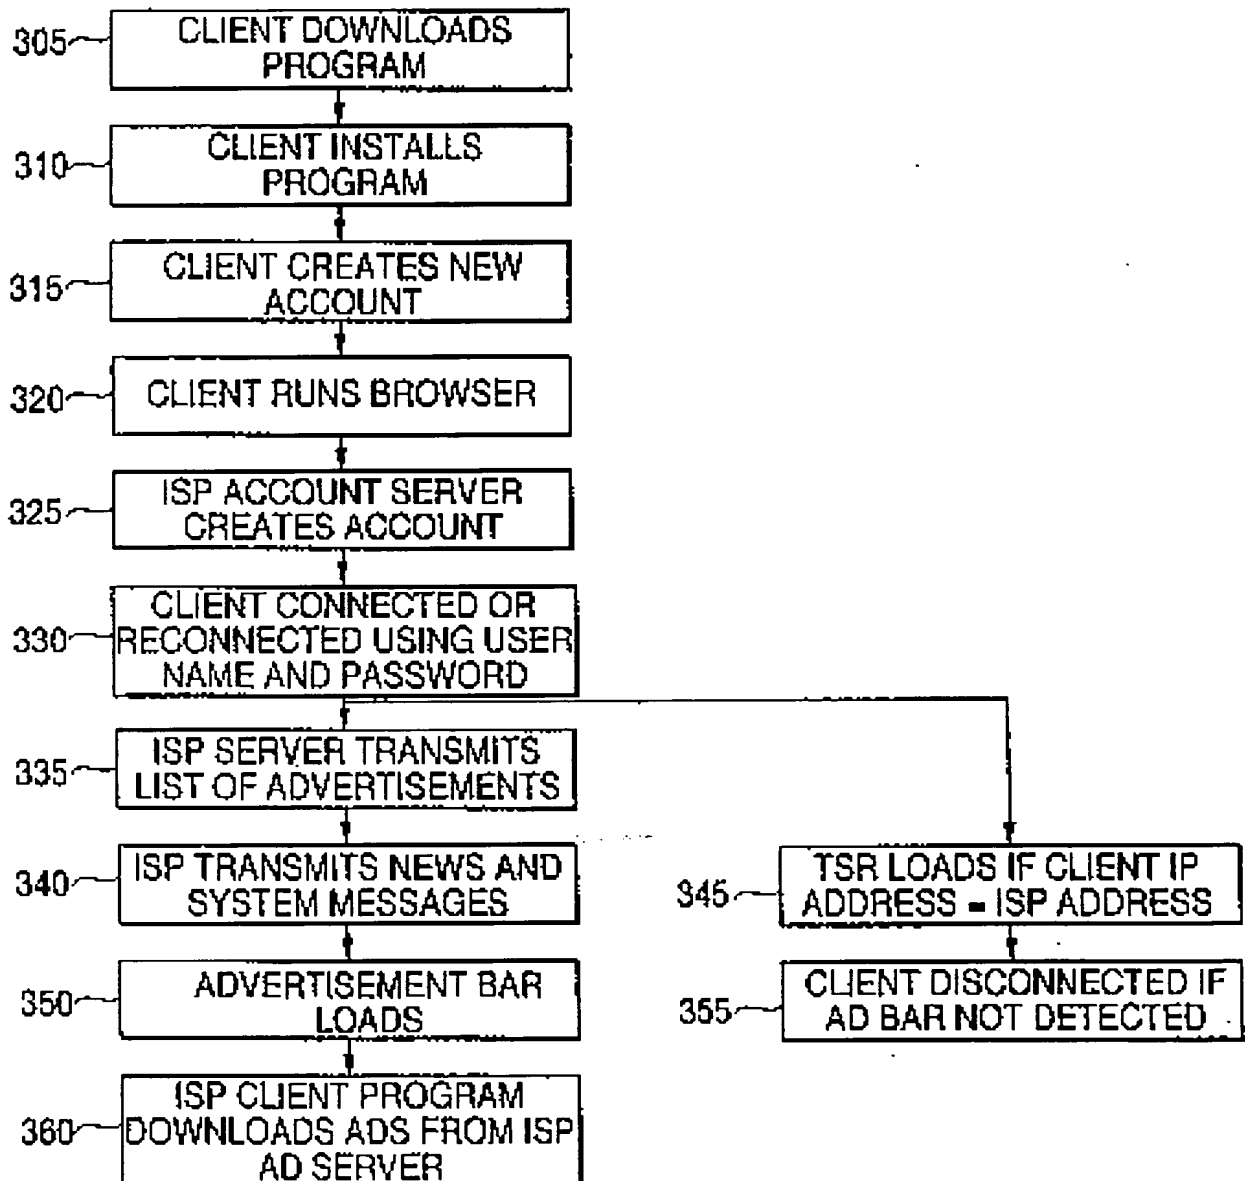 305
CLIENT DOWNLOADS
PROGRAM
310
CLIENT INSTALLS
PROGRAM
315
CLIENT CREATES NEW
ACCOUNT
320
CLIENT RUNS BROWSER
325
ISP ACCOUNT SERVER
CREATES ACCOUNT
330
CLIENT CONNECTED OR
RECONNECTED USING USER
NAME AND PASSWORD
335
ISP SERVER TRANSMITS
LIST OF ADVERTISEMENTS
340
ISP TRANSMITS NEWS AND
SYSTEM MESSAGES
345
TSR LOADS IF CLIENT IP
ADDRESS = ISP ADDRESS
350
ADVERTISEMENT BAR
LOADS
355
CLIENT DISCONNECTED IF
AD BAR NOT DETECTED
360
ISP CLIENT PROGRAM
DOWNLOADS ADS FROM ISP
AD SERVER